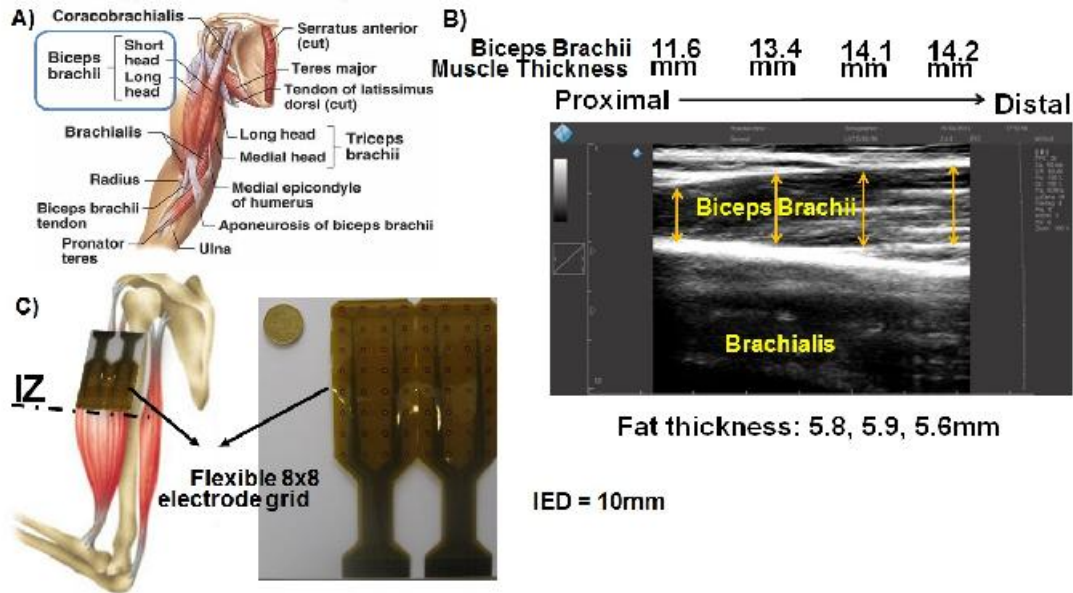 A)
Coracobrachialis
Biceps brachii
Short head
Long head
Serratus anterior (cut)
Teres major
Tendon of latissimus dorsi (cut)
Brachialis
Long head
Medial head
Triceps brachii
Radius
Medial epicondyle of humerus
Biceps brachii tendon
Aponeurosis of biceps brachii
Pronator teres
Ulna
B)
Biceps Brachii Muscle Thickness
11.6 mm
13.4 mm
14.1 mm
14.2 mm
Proximal
Distal
Biceps Brachii
Brachialis
Fat thickness: 5.8, 5.9, 5.6mm
C)
IZ
Flexible 8x8
electrode grid
IED = 10mm